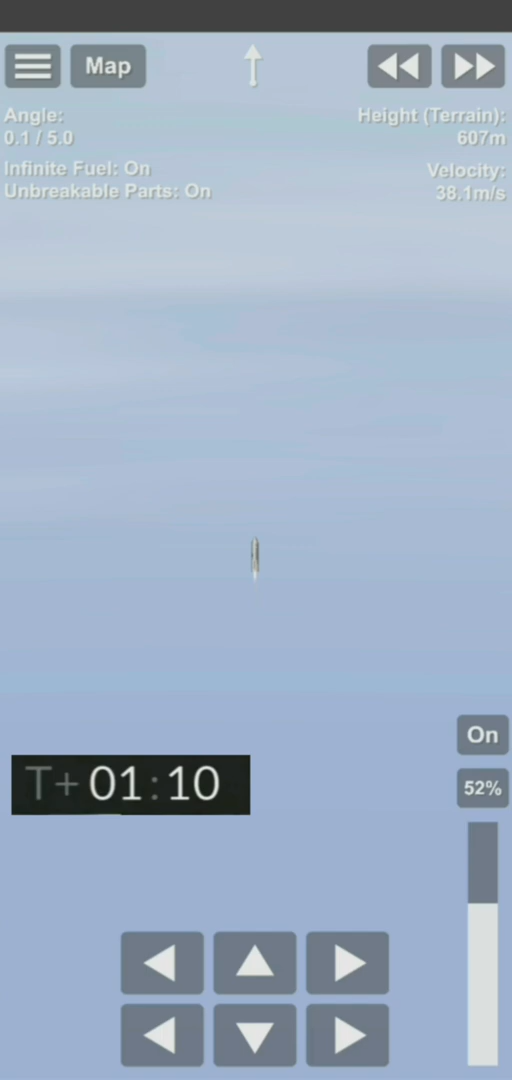 Map
Angle:
0.1 / 5.0
Infinite Fuel: On
Unbreakable Parts: On
Height (Terrain):
607m
Velocity:
38.1m/s
On
52%
T+ 01:10